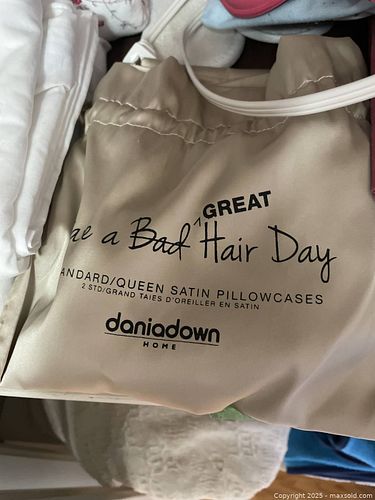 GREAT
ae a Bad Hair Day
ANDARD/QUEEN SATIN PILLOWCASES
2 STD/GRAND TAIES D'OREILLER EN SATIN
daniadown
HOME
Copyright 2025 - maxsold.com